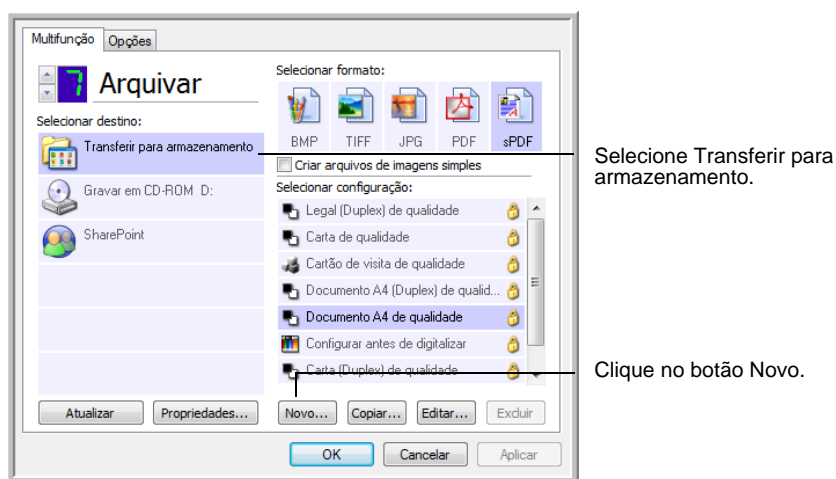 Multifunção Opções
7 Arquivar
Selecionar destino:
Transferir para armazenamento
Gravar em CD-ROM D:
SharePoint
Atualizar Propriedades...
Selecionar formato:
BMP TIFF JPG PDF sPDF
Criar arquivos de imagens simples
Selecionar configuração:
Legal (Duplex) de qualidade
Carta de qualidade
Cartão de visita de qualidade
Documento A4 (Duplex) de qualid...
Documento A4 de qualidade
Configurar antes de digitalizar
Carta (Duplex) de qualidade
Novo... Copiar... Editar... Excluir
OK Cancelar Aplicar
Selecione Transferir para
armazenamento.
Clique no botão Novo.